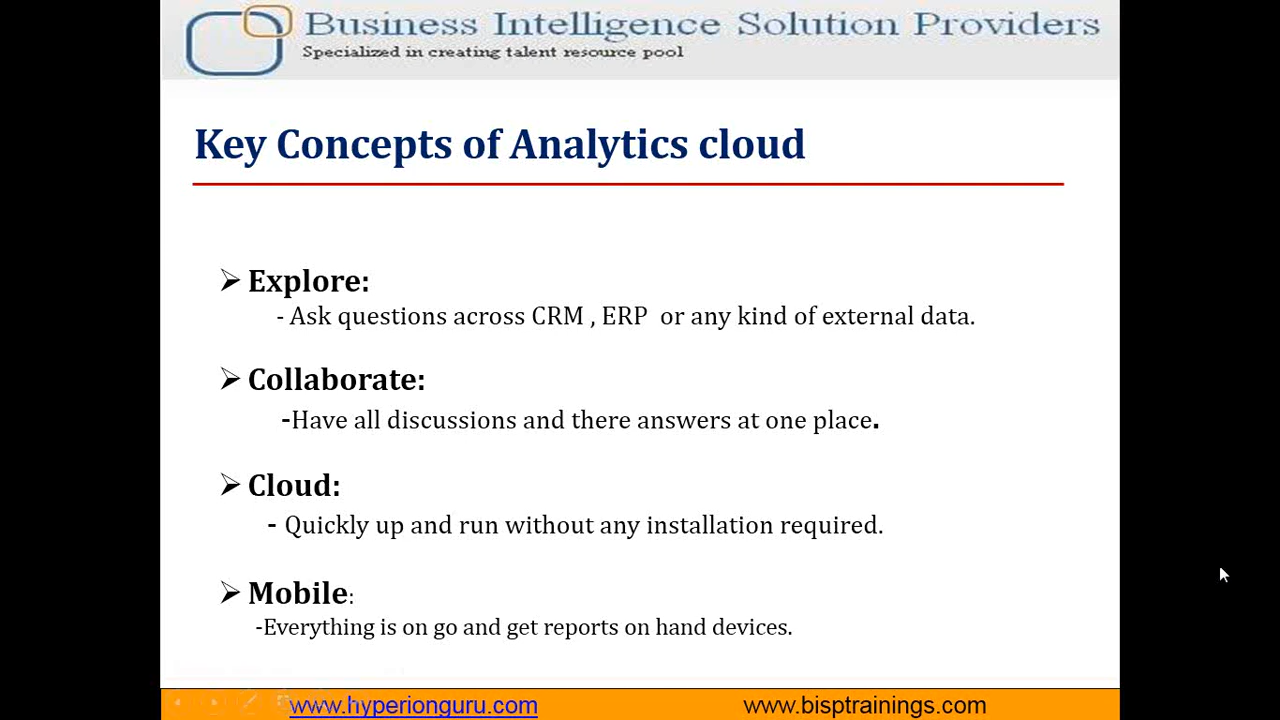 Business Intelligence Solution Providers
Specialized in creating talent resource pool
Key Concepts of Analytics cloud
Explore:
- Ask questions across CRM , ERP or any kind of external data.
Collaborate:
-Have all discussions and there answers at one place.
Cloud:
- Quickly up and run without any installation required.
Mobile:
-Everything is on go and get reports on hand devices.
www.hyperionguru.com www.bisptrainings.com